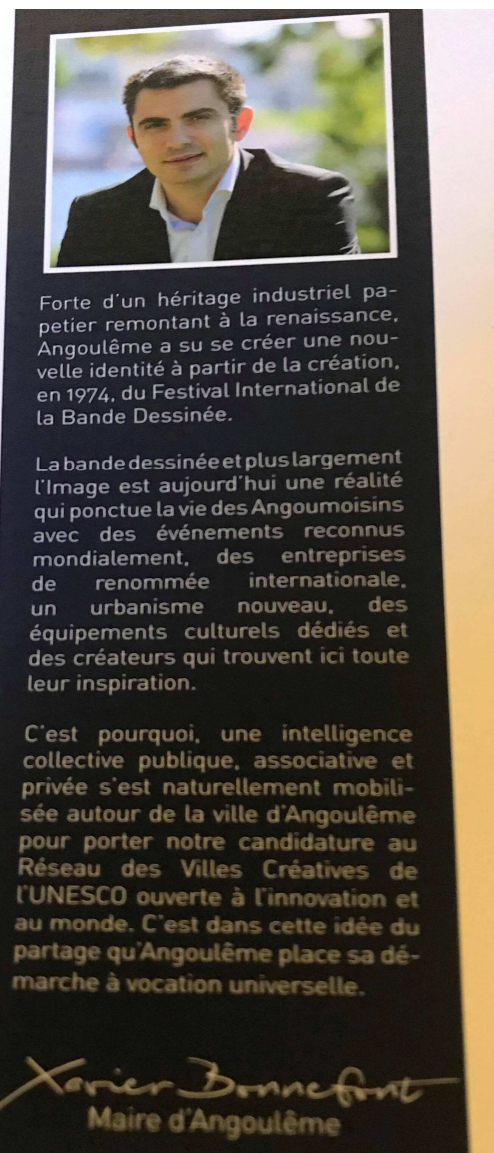 Forte d'un héritage industriel pa-
petier remontant à la renaissance,
Angoulême a su se créer une nou-
velle identité à partir de la création,
en 1974, du Festival International de
la Bande Dessinée.
La bande dessinée et plus largement
l'Image est aujourd'hui une réalité
qui ponctue la vie des Angoumoisins
avec des événements reconnus
mondialement, des entreprises
de renommée internationale,
un urbanisme nouveau, des
équipements culturels dédiés et
des créateurs qui trouvent ici toute
leur inspiration.
C'est pourquoi, une intelligence
collective publique, associative et
privée s'est naturellement mobili-
sée autour de la ville d'Angoulême
pour porter notre candidature au
Réseau des Villes Créatives de
l'UNESCO ouverte à l'innovation et
au monde. C'est dans cette idée du
partage qu'Angoulême place sa dé-
marche à vocation universelle.
Xavier Bonnefont
Maire d'Angoulême